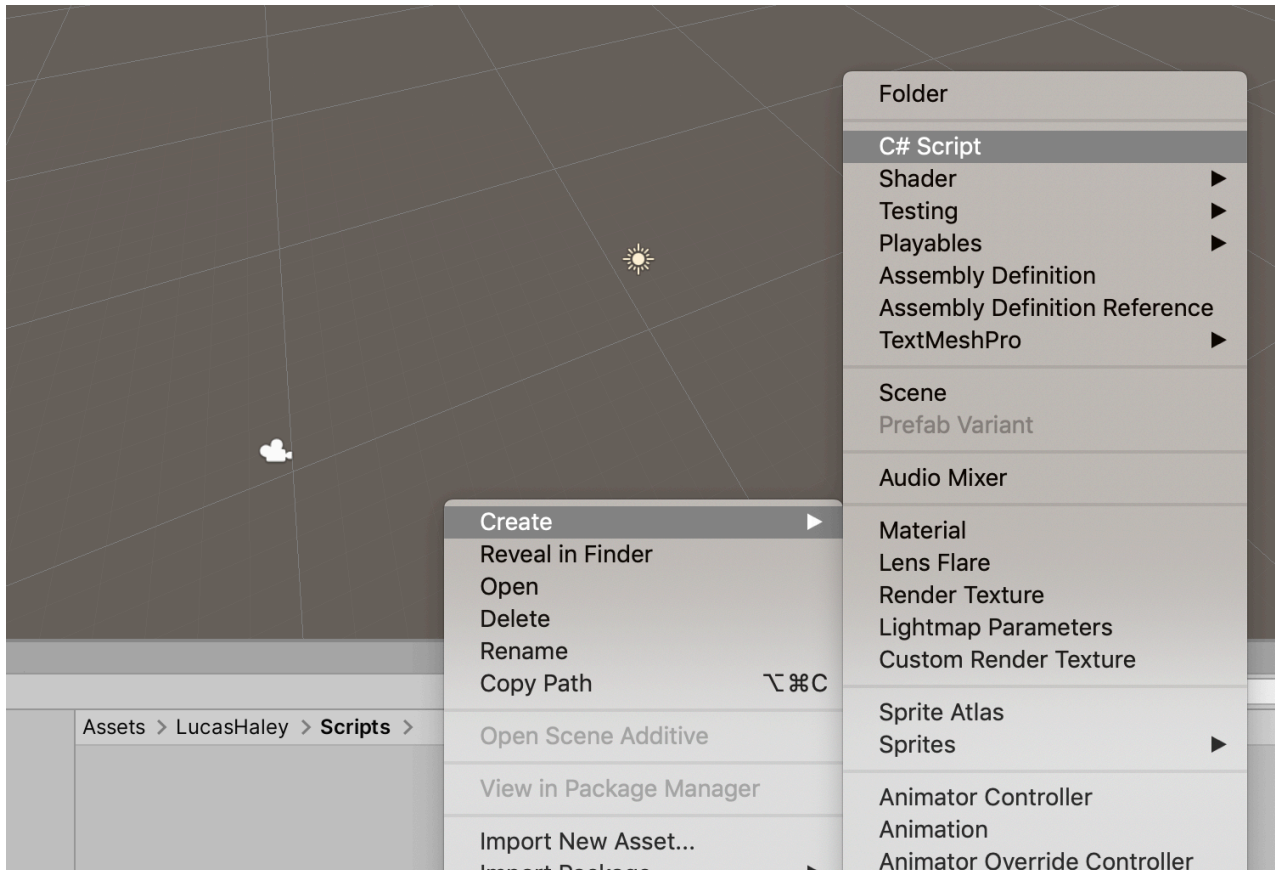 Folder
C# Script
Shader
Testing
Playables
Assembly Definition
Assembly Definition Reference
TextMeshPro
Scene
Prefab Variant
Audio Mixer
Material
Lens Flare
Render Texture
Lightmap Parameters
Custom Render Texture
Sprite Atlas
Sprites
Animator Controller
Animation
Animator Override Controller
Create
Reveal in Finder
Open
Delete
Rename
Copy Path ⌥⌘C
Open Scene Additive
View in Package Manager
Import New Asset...
Import Package
Assets > LucasHaley > Scripts >